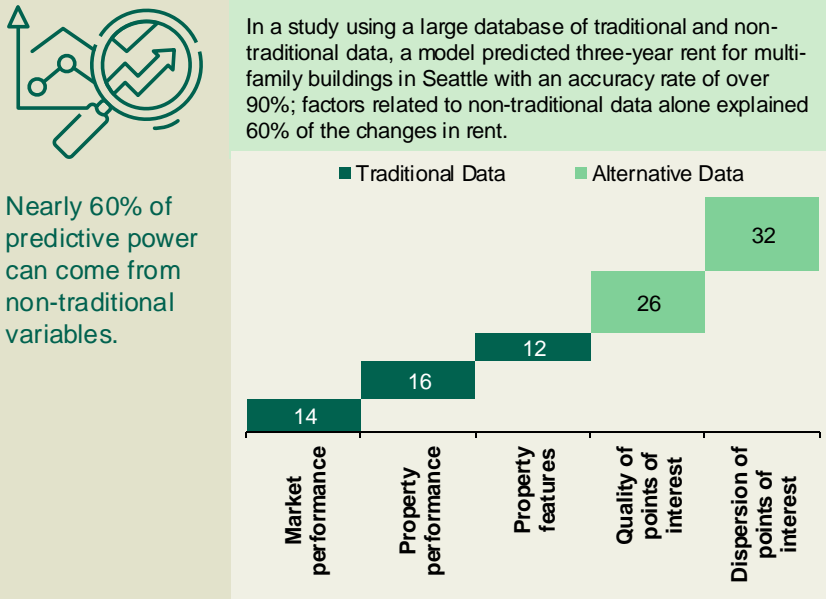 In a study using a large database of traditional and non-
traditional data, a model predicted three-year rent for multi-
family buildings in Seattle with an accuracy rate of over
90%; factors related to non-traditional data alone explained
60% of the changes in rent.
Nearly 60% of
predictive power
can come from
non-traditional
variables.
Traditional Data
Alternative Data
14
16
12
26
32
Market
performance
Property
performance
Property
features
Quality of
points of
interest
Dispersion of
points of
interest